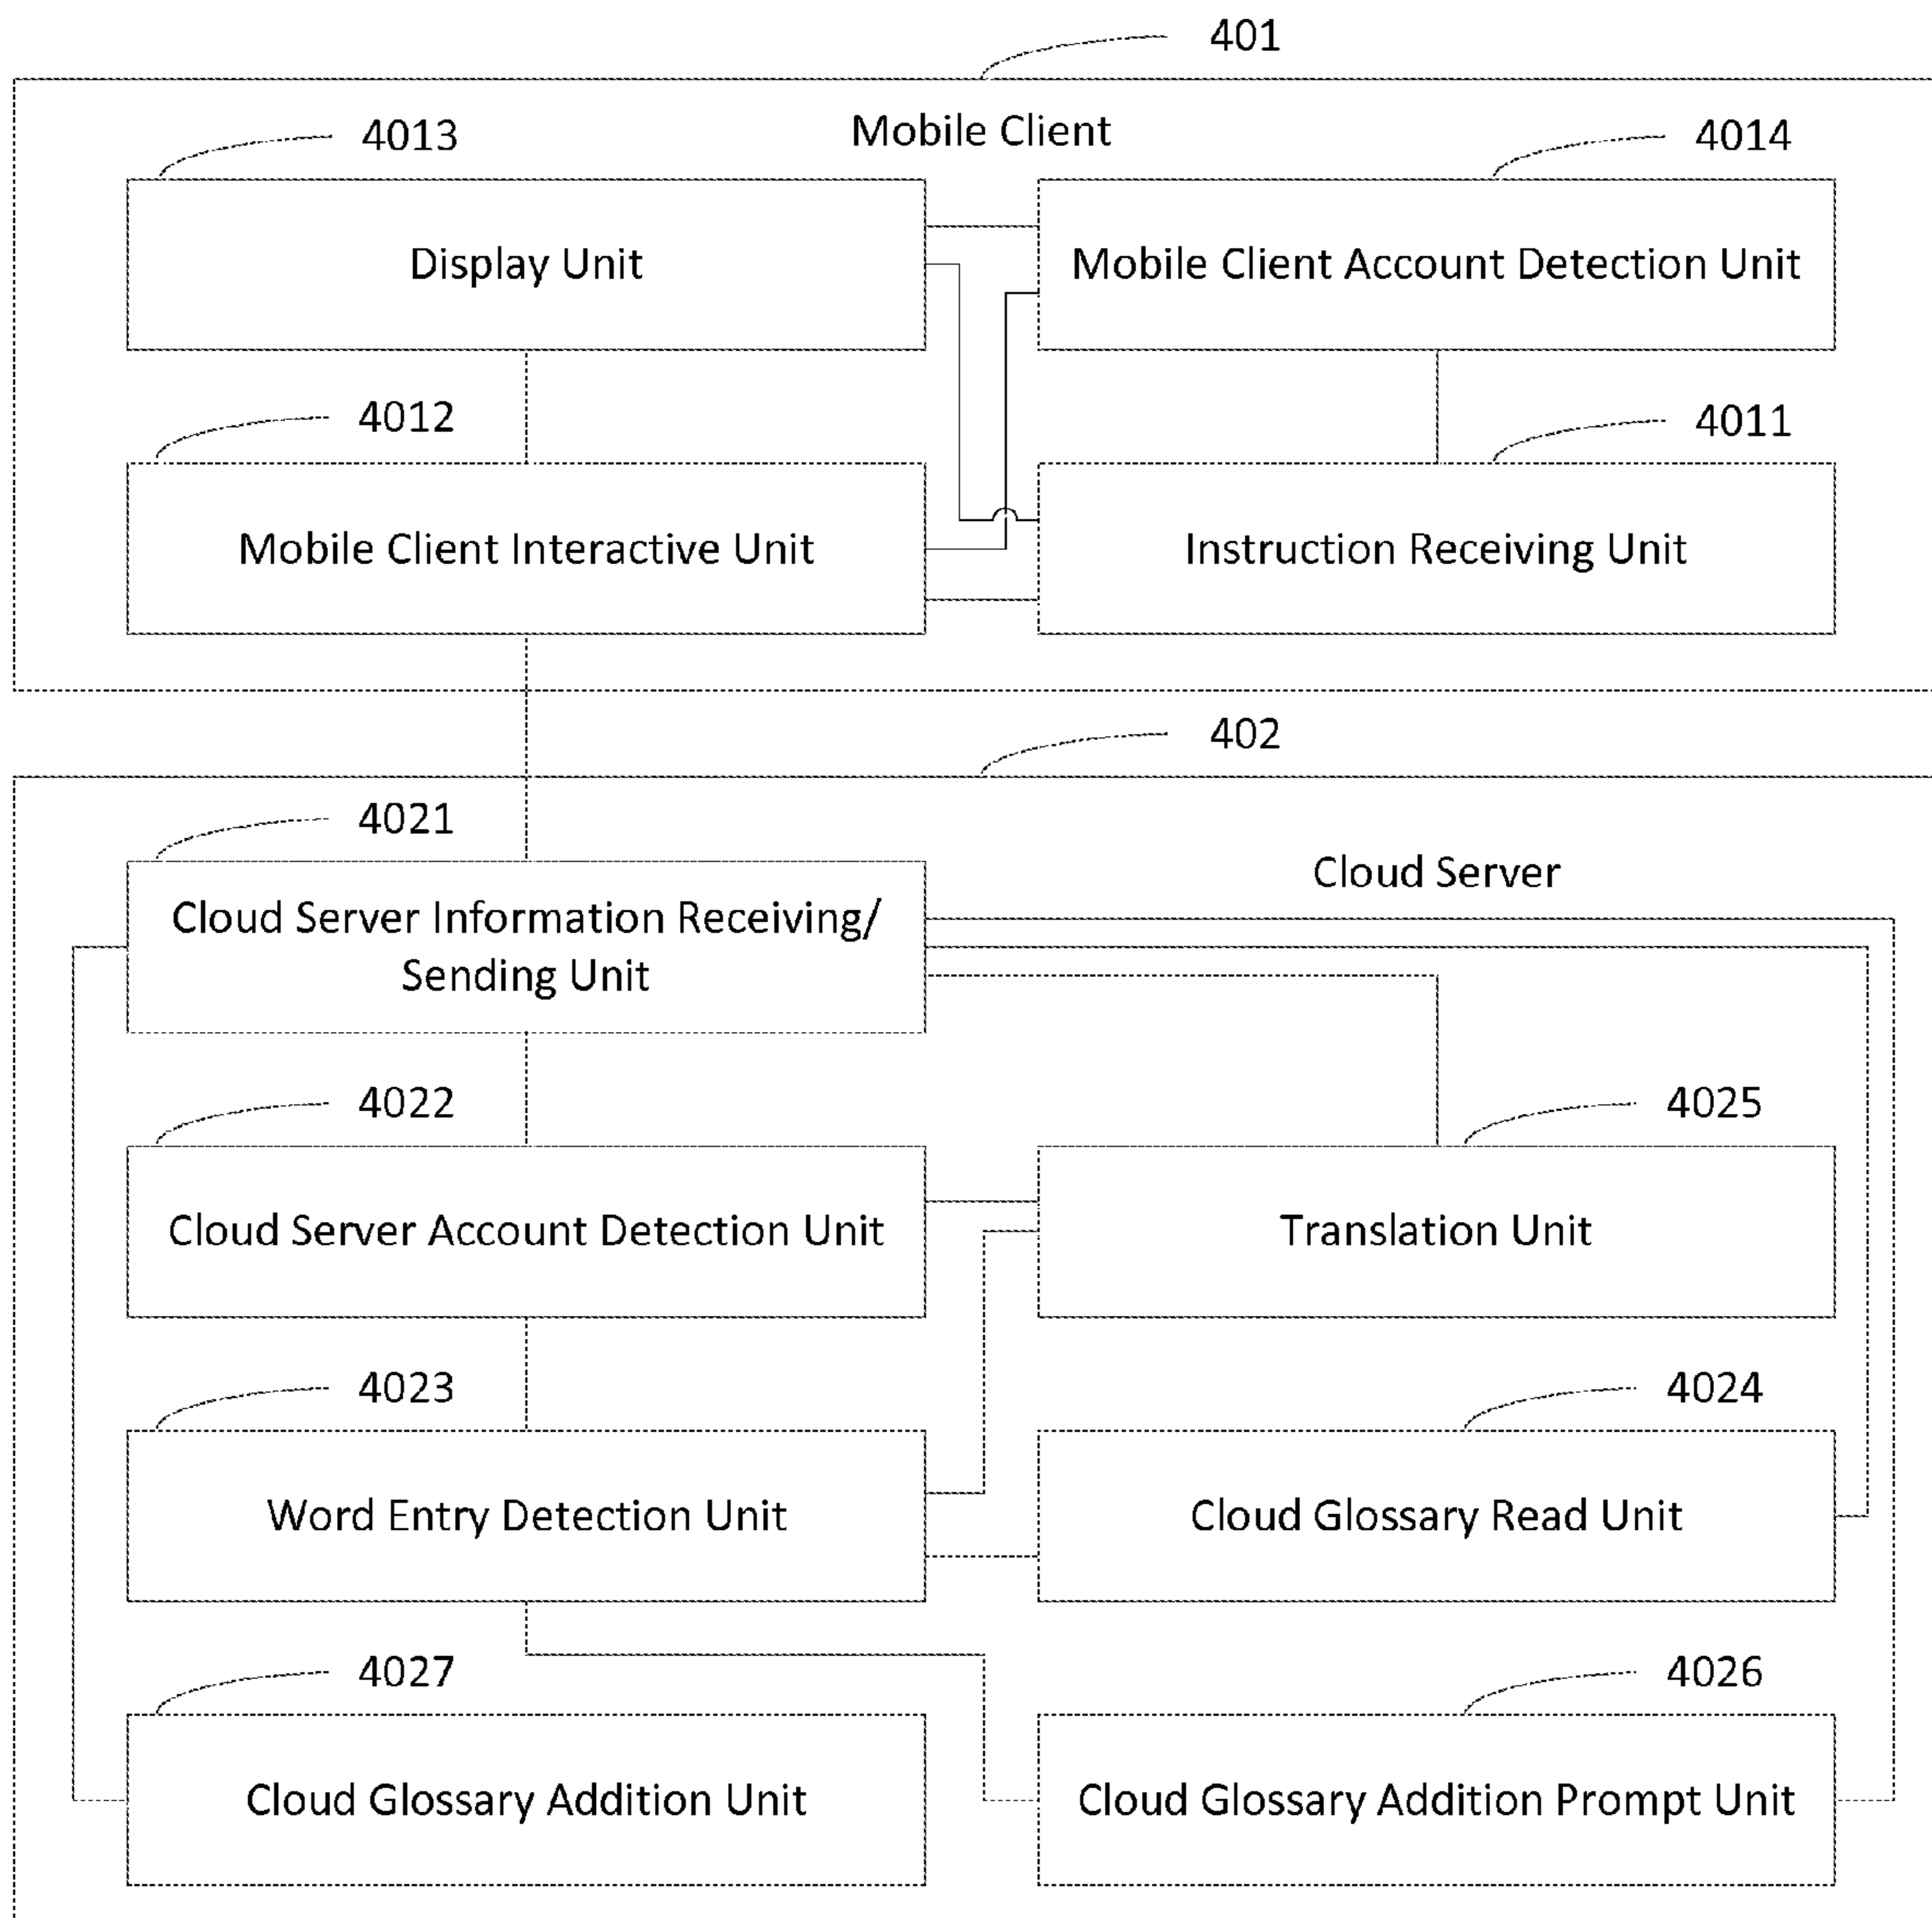 401
Mobile Client
4013
4014
Display Unit
Mobile Client Account Detection Unit
4012
4011
Mobile Client Interactive Unit
Instruction Receiving Unit
402
4021
Cloud Server
Cloud Server Information Receiving/
Sending Unit
4022
4025
Cloud Server Account Detection Unit
Translation Unit
4023
4024
Word Entry Detection Unit
Cloud Glossary Read Unit
4027
4026
Cloud Glossary Addition Unit
Cloud Glossary Addition Prompt Unit